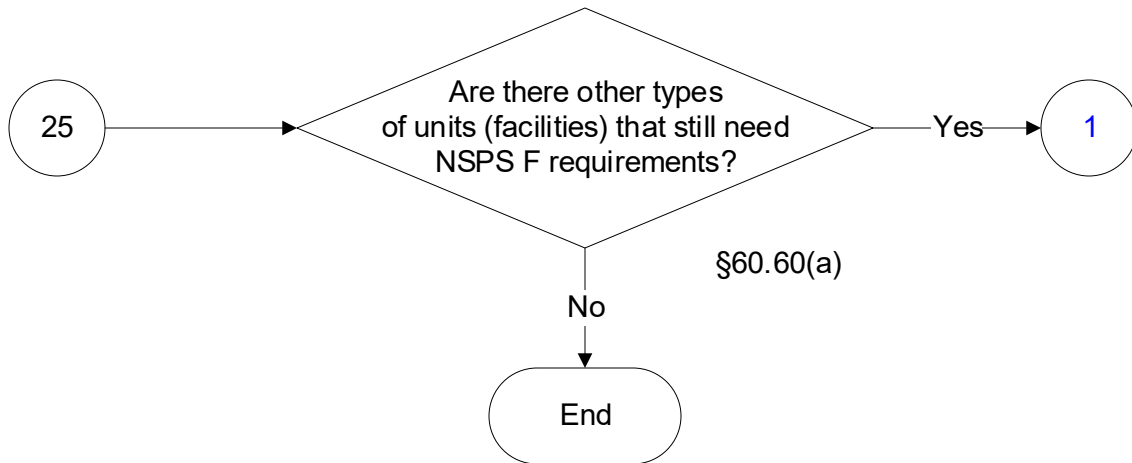 25
Are there other types
of units (facilities) that still need
NSPS F requirements?
Yes
1
§60.60(a)
No
End